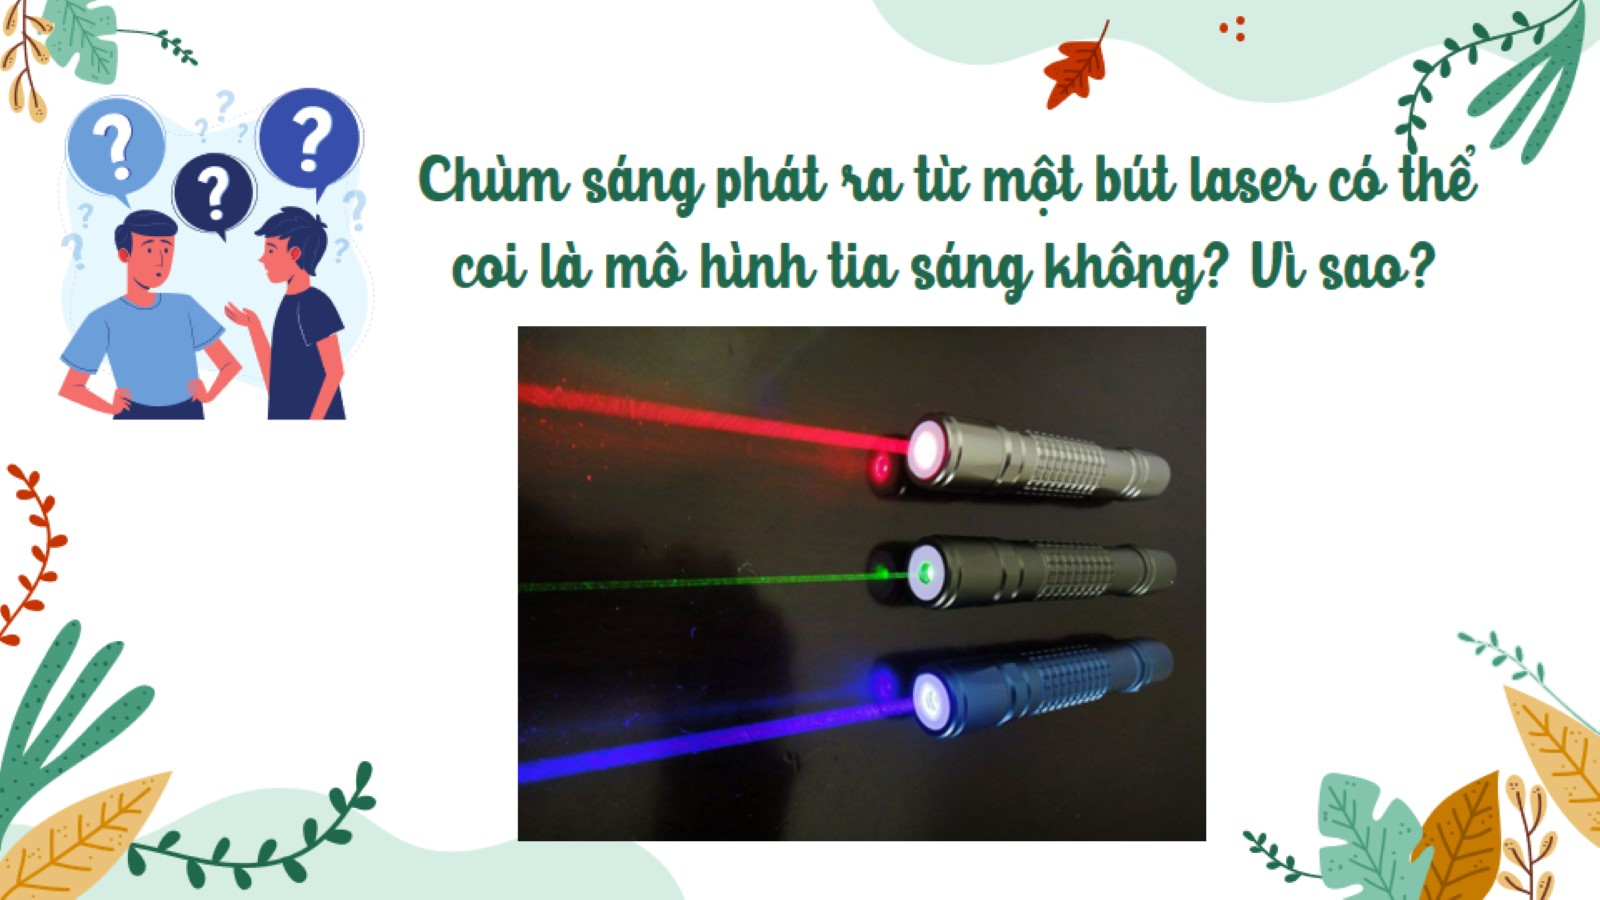 ?
?
?
Chùm sáng phát ra từ một bút laser có thể
coi là mô hình tia sáng không? Vì sao?